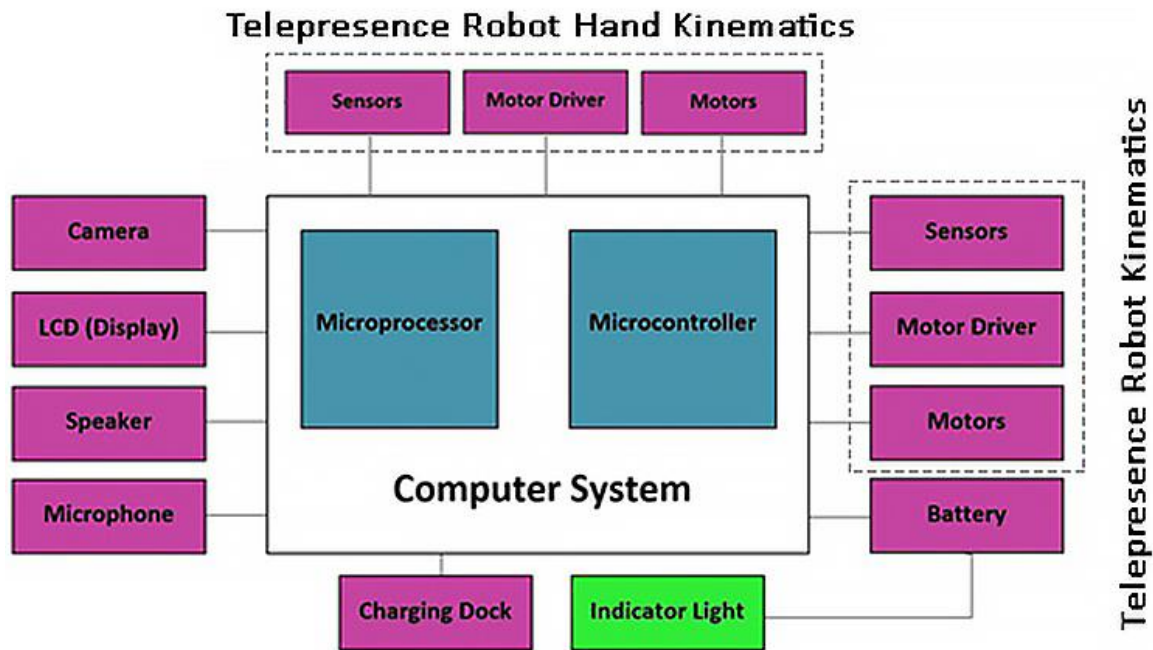 Telepresence Robot Hand Kinematics
Sensors
Motor Driver
Motors
Camera
LCD (Display)
Speaker
Microphone
Microprocessor
Microcontroller
Computer System
Sensors
Motor Driver
Motors
Battery
Telepresence Robot Kinematics
Charging Dock
Indicator Light